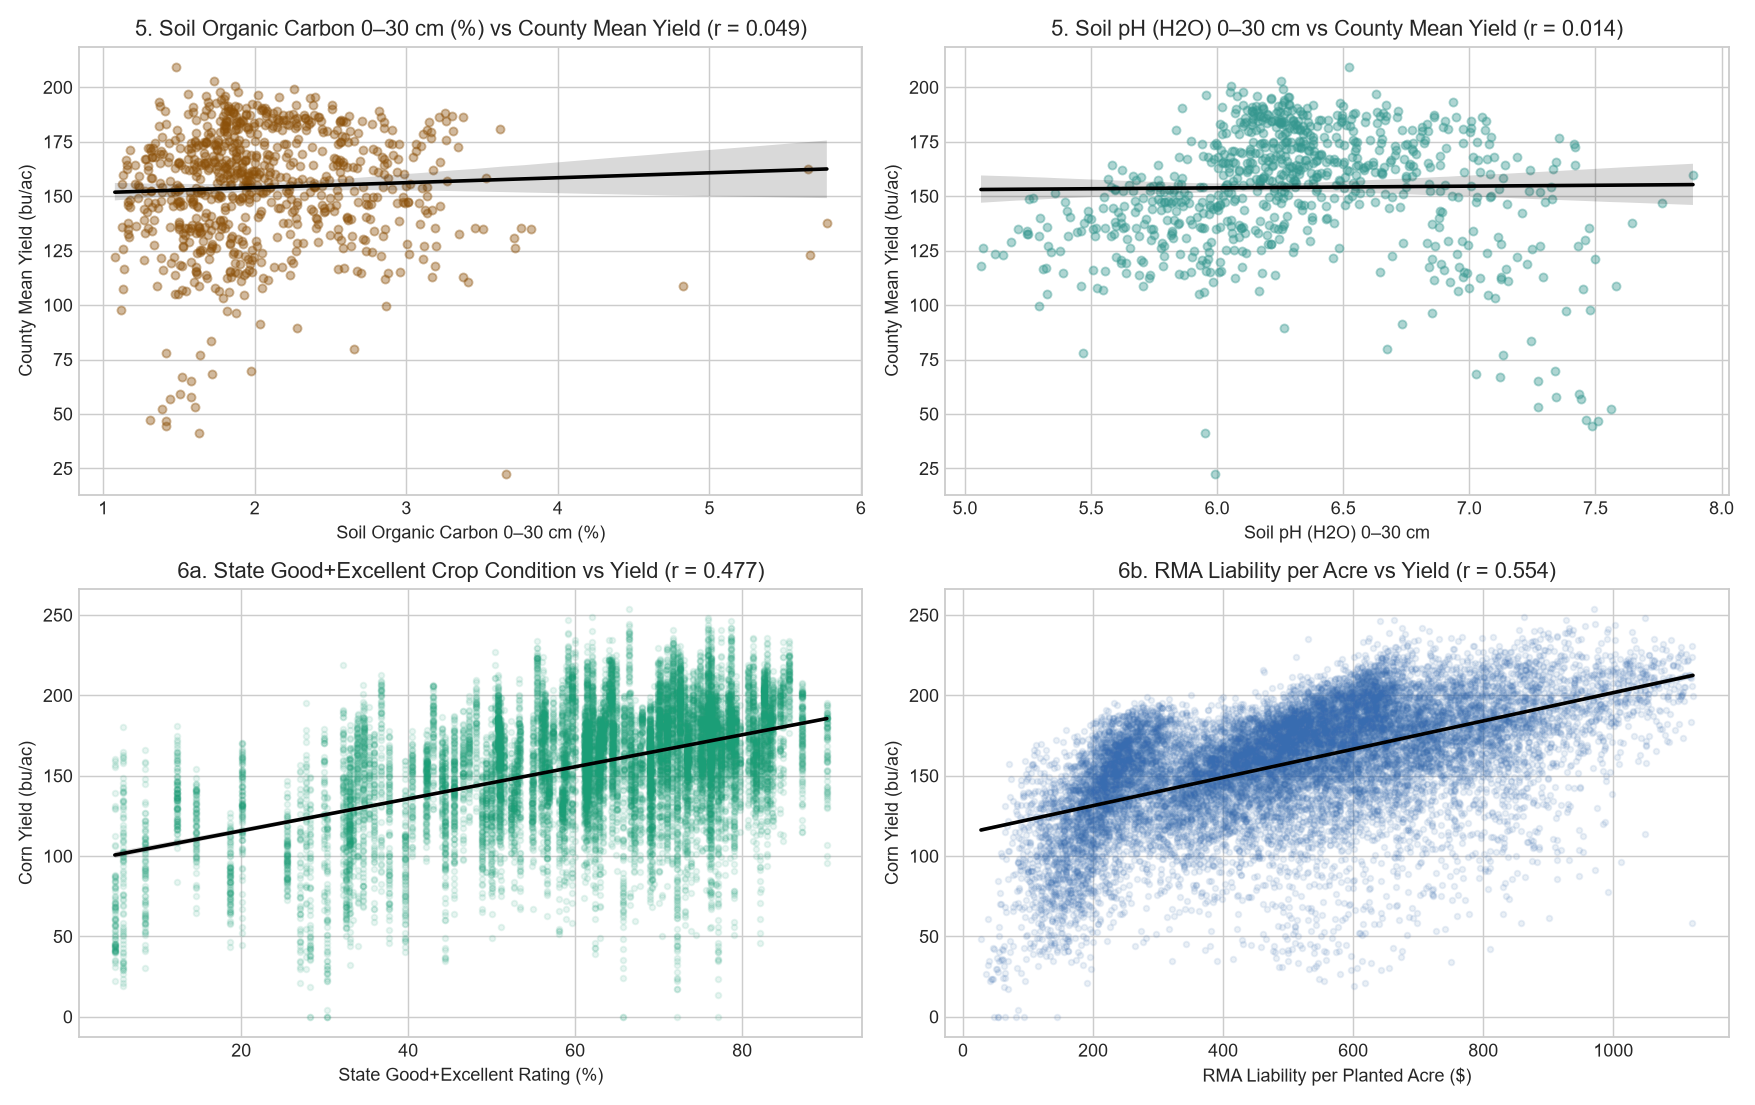 5. Soil Organic Carbon 0–30 cm (%) vs County Mean Yield (r = 0.049)
County Mean Yield (bu/ac)
200
175
150
125
100
75
50
25
1 2 3 4 5 6
Soil Organic Carbon 0–30 cm (%)
5. Soil pH (H2O) 0–30 cm vs County Mean Yield (r = 0.014)
County Mean Yield (bu/ac)
200
175
150
125
100
75
50
25
5.0 5.5 6.0 6.5 7.0 7.5 8.0
Soil pH (H2O) 0–30 cm
6a. State Good+Excellent Crop Condition vs Yield (r = 0.477)
Corn Yield (bu/ac)
250
200
150
100
50
0
20 40 60 80
State Good+Excellent Rating (%)
6b. RMA Liability per Acre vs Yield (r = 0.554)
Corn Yield (bu/ac)
250
200
150
100
50
0
0 200 400 600 800 1000
RMA Liability per Planted Acre ($)